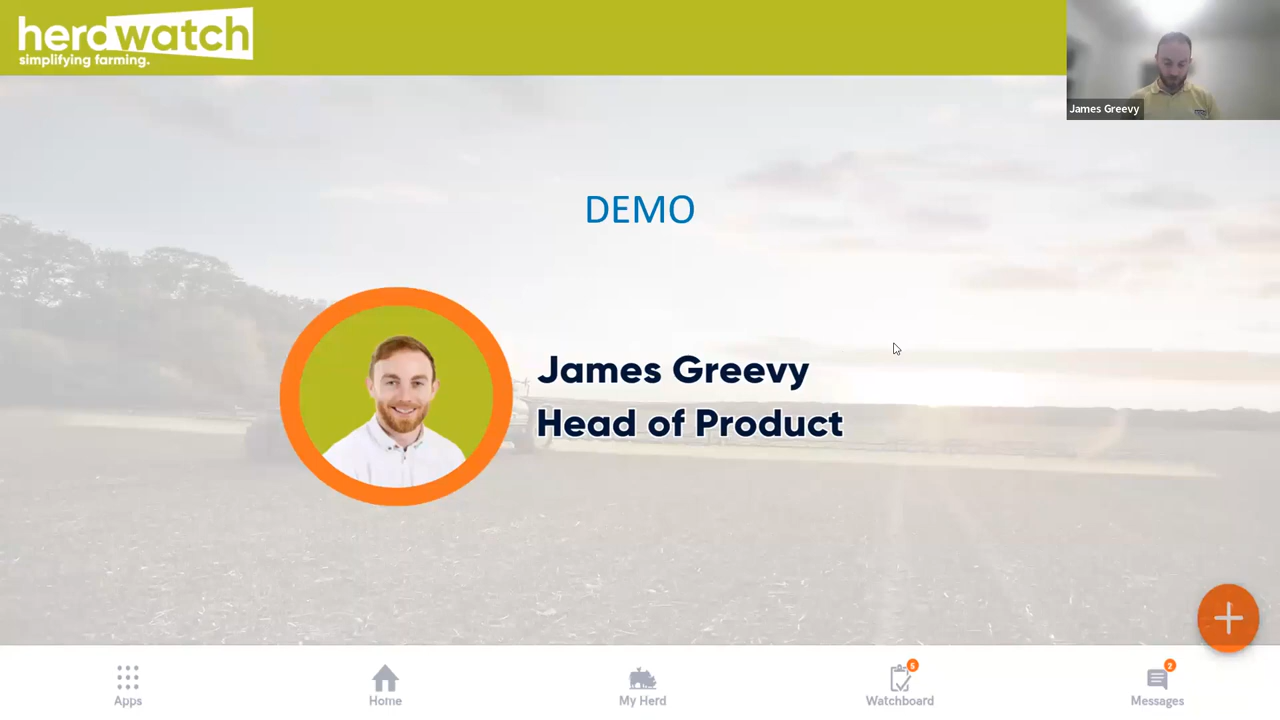 herdwatch
simplifying farming.
James Greevy
DEMO
James Greevy
Head of Product
Apps
Home
My Herd
5
Watchboard
2
Messages